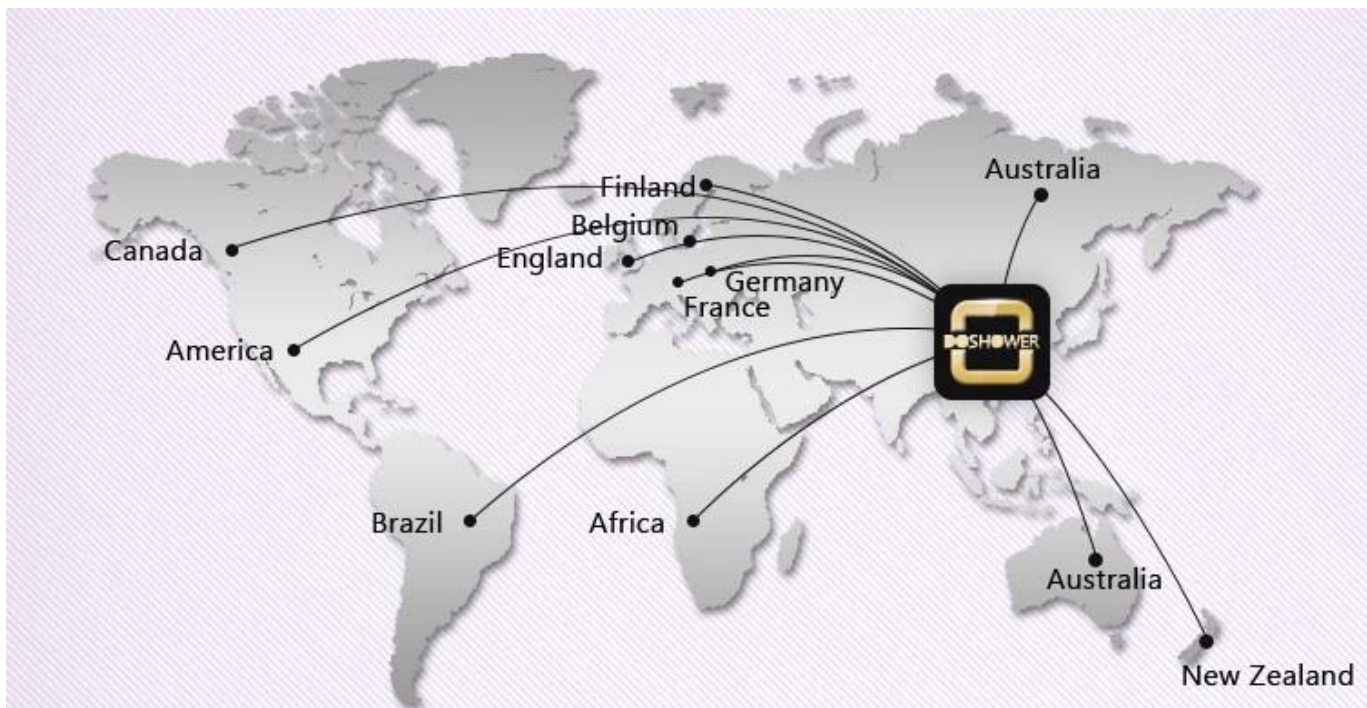 Australia
Finland
Belgium
Canada
England
Germany
France
DOSHOWER
America
Brazil
Africa
Australia
New Zealand